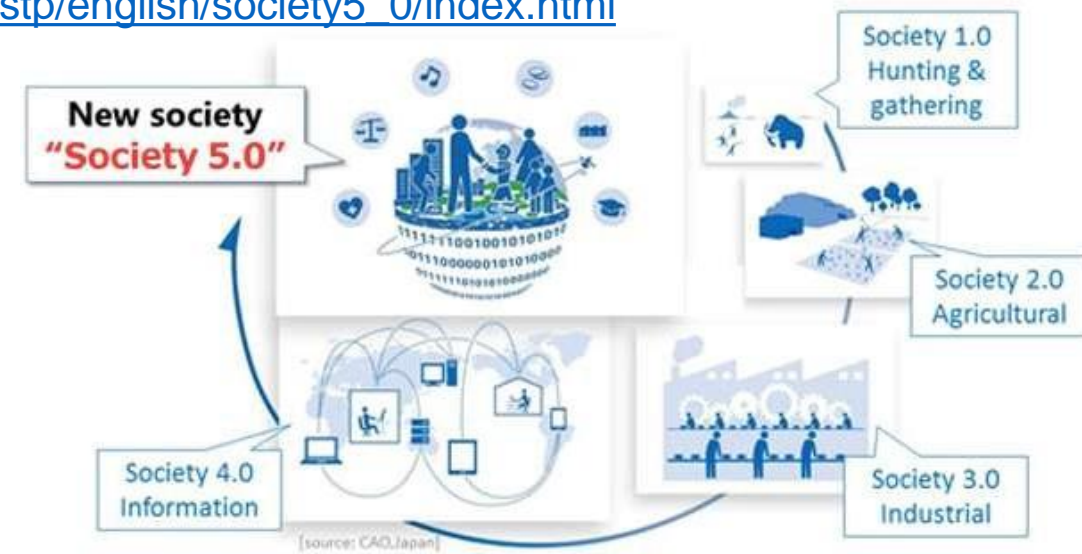 stp/english/society5_0/index.html
Society 1.0
Hunting &
gathering
New society
“Society 5.0”
Society 2.0
Agricultural
Society 4.0
Information
Society 3.0
Industrial
[source: CAO,Japan]